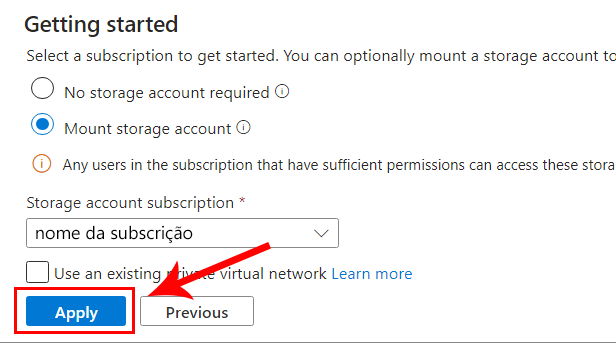 Getting started
Select a subscription to get started. You can optionally mount a storage account to
No storage account required
Mount storage account
Any users in the subscription that have sufficient permissions can access these stora
Storage account subscription *
nome da subscrição
Use an existing private virtual network Learn more
Apply Previous